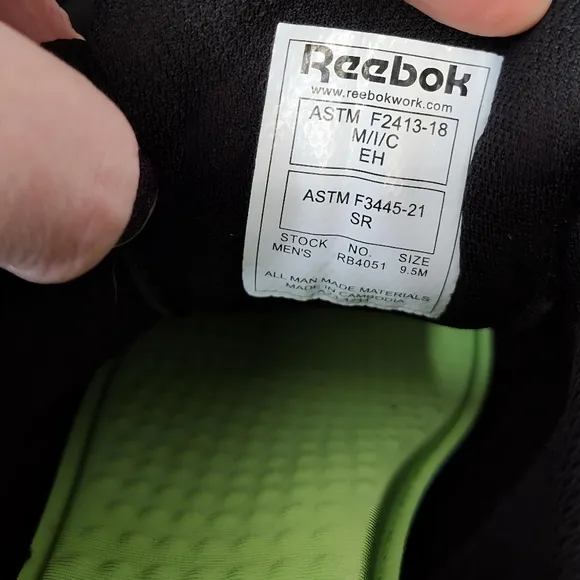 Reebok
www.reebokwork.com
ASTM F2413-18
M/I/C
EH
ASTM F3445-21
SR
STOCK NO. SIZE
MEN'S RB4051 9.5M
ALL MAN MADE MATERIALS
MADE IN CAMBODIA